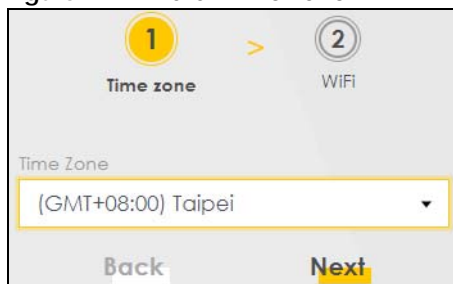 1 > 2
Time zone WiFi
Time Zone
(GMT+08:00) Taipei
Back Next